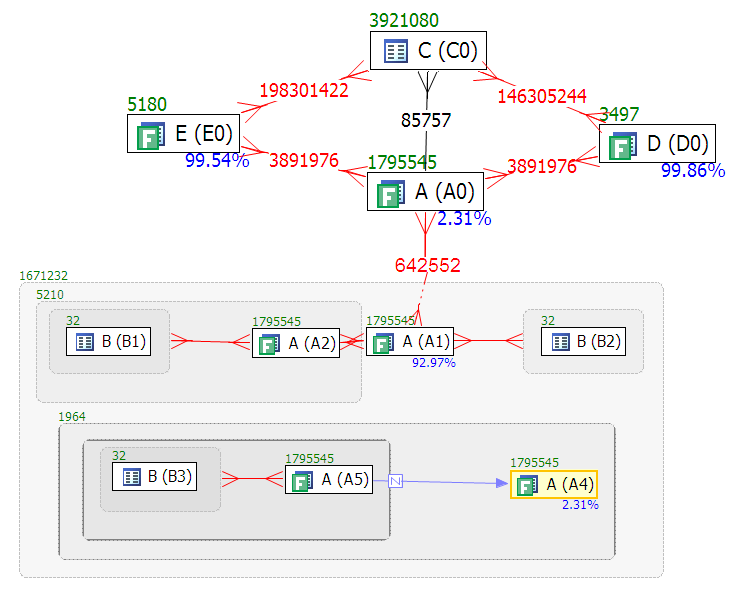 3921080
C (C0)
198301422
146305244
5180
E (E0)
99.54%
85757
3497
D (D0)
99.86%
3891976
1795545
3891976
A (A0)
2.31%
642552
1671232
5210
32
B (B1)
1795545
A (A2)
1795545
A (A1)
92.97%
32
B (B2)
1964
32
B (B3)
1795545
A (A5)
N
1795545
A (A4)
2.31%